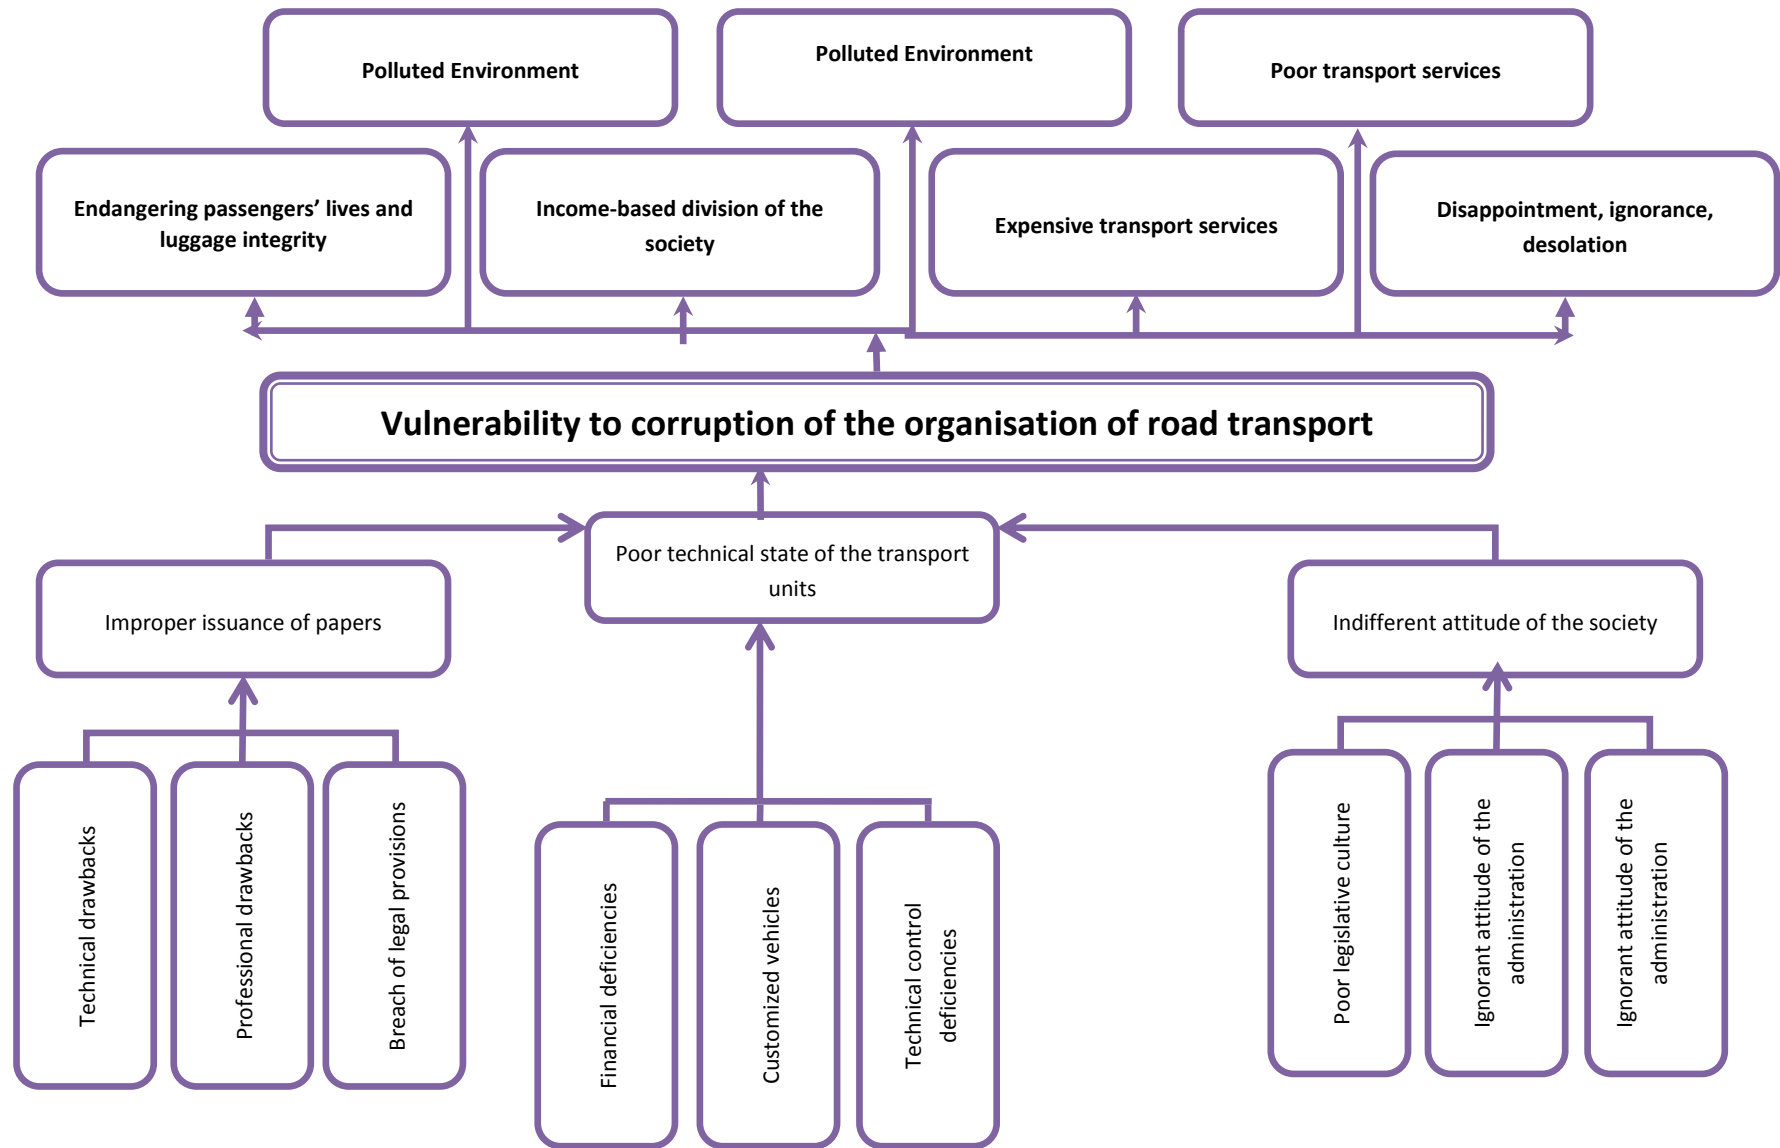 Polluted Environment
Polluted Environment
Poor transport services
Endangering passengers’ lives and
luggage integrity
Income-based division of the
society
Expensive transport services
Disappointment, ignorance,
desolation
Vulnerability to corruption of the organisation of road transport
Improper issuance of papers
Poor technical state of the transport
units
Indifferent attitude of the society
Technical drawbacks
Professional drawbacks
Breach of legal provisions
Financial deficiencies
Customized vehicles
Technical control
deficiencies
Poor legislative culture
Ignorant attitude of the
administration
Ignorant attitude of the
administration